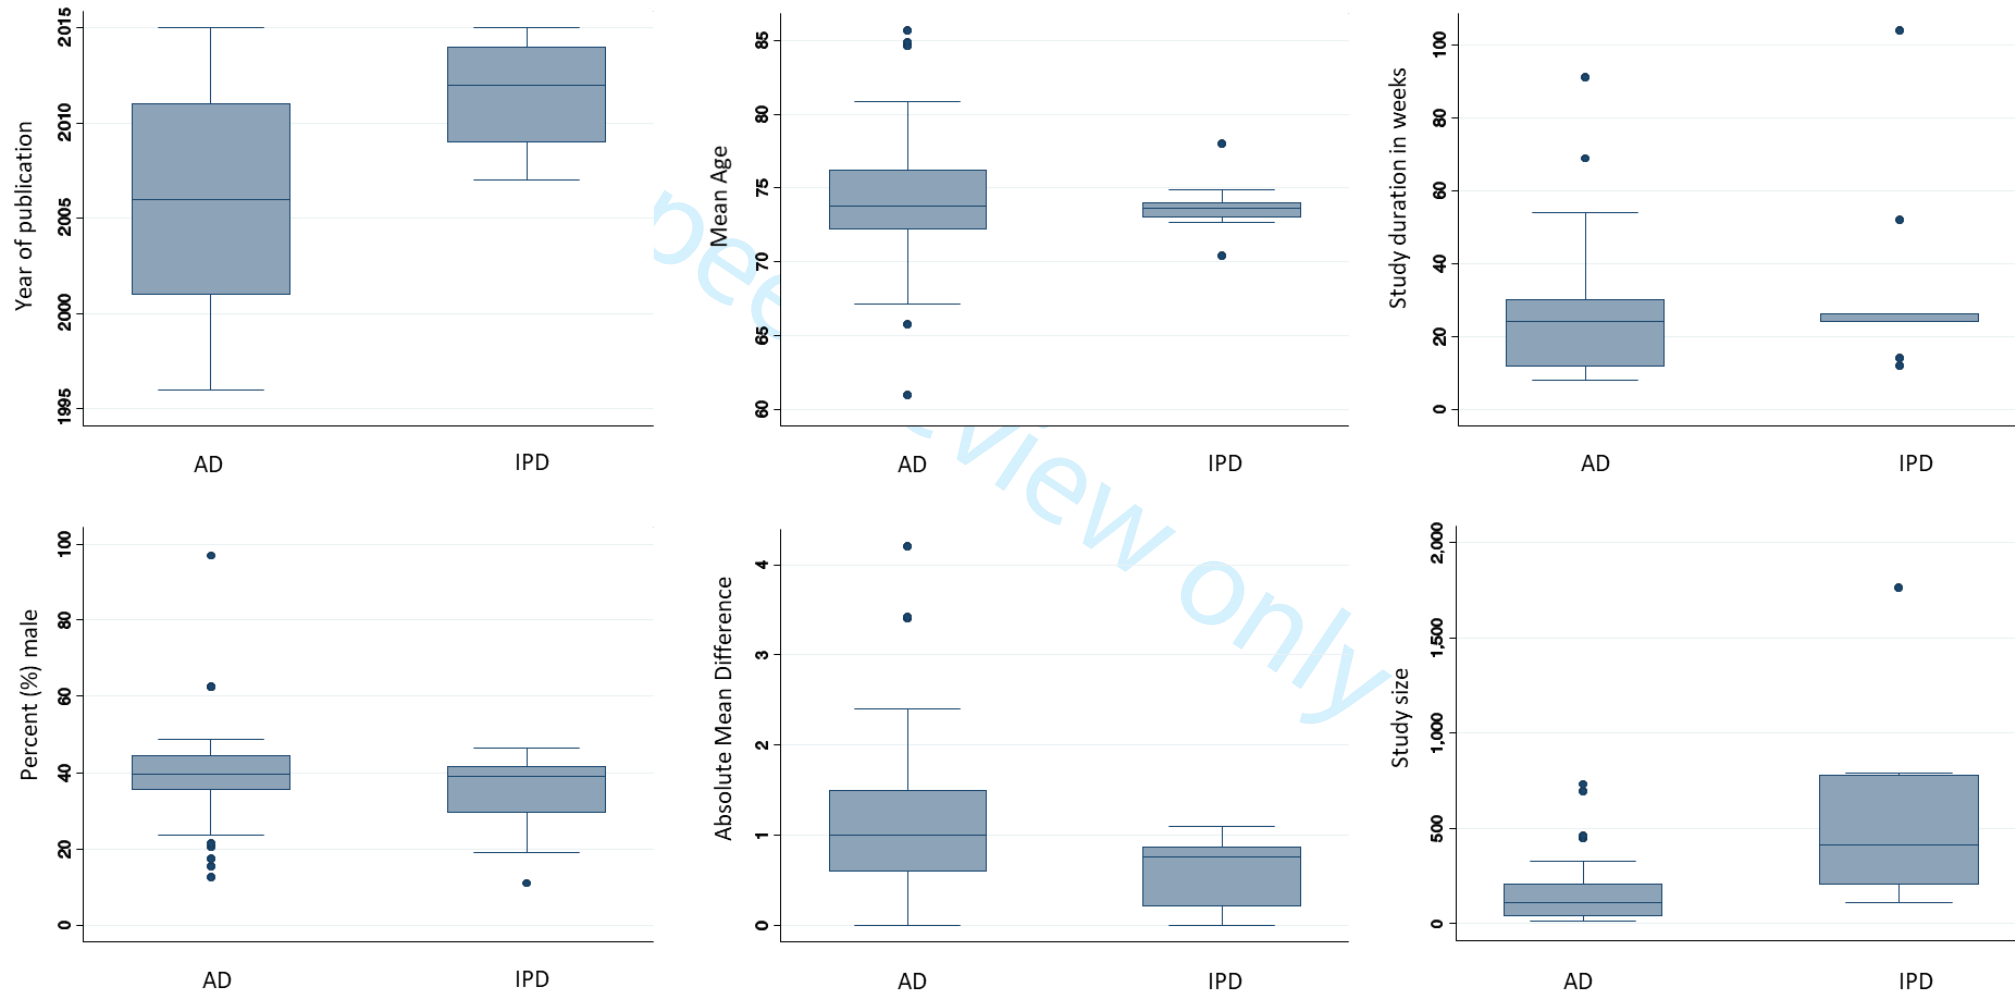 Year of publication
2015
2010
2005
2000
1995
AD
IPD
Mean Age
85
80
75
70
65
60
AD
IPD
Study duration in weeks
100
80
60
40
20
0
AD
IPD
Percent (%) male
100
80
60
40
20
0
AD
IPD
Absolute Mean Difference
4
3
2
1
0
AD
IPD
Study size
2,000
1,500
1,000
500
0
AD
IPD
pee
view only